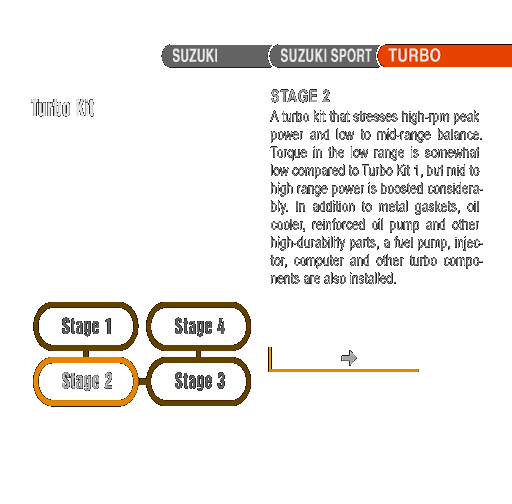 SUZUKI
SUZUKI SPORT
TURBO
Turbo Kit
STAGE 2
A turbo kit that stresses high-rpm peak
power and low to mid-range balance.
Torque in the low range is somewhat
low compared to Turbo Kit 1, but mid to
high range power is boosted considera-
bly. In addition to metal gaskets, oil
cooler, reinforced oil pump and other
high-durability parts, a fuel pump, injec-
tor, computer and other turbo compo-
nents are also installed.
Stage 1
Stage 4
Stage 2
Stage 3